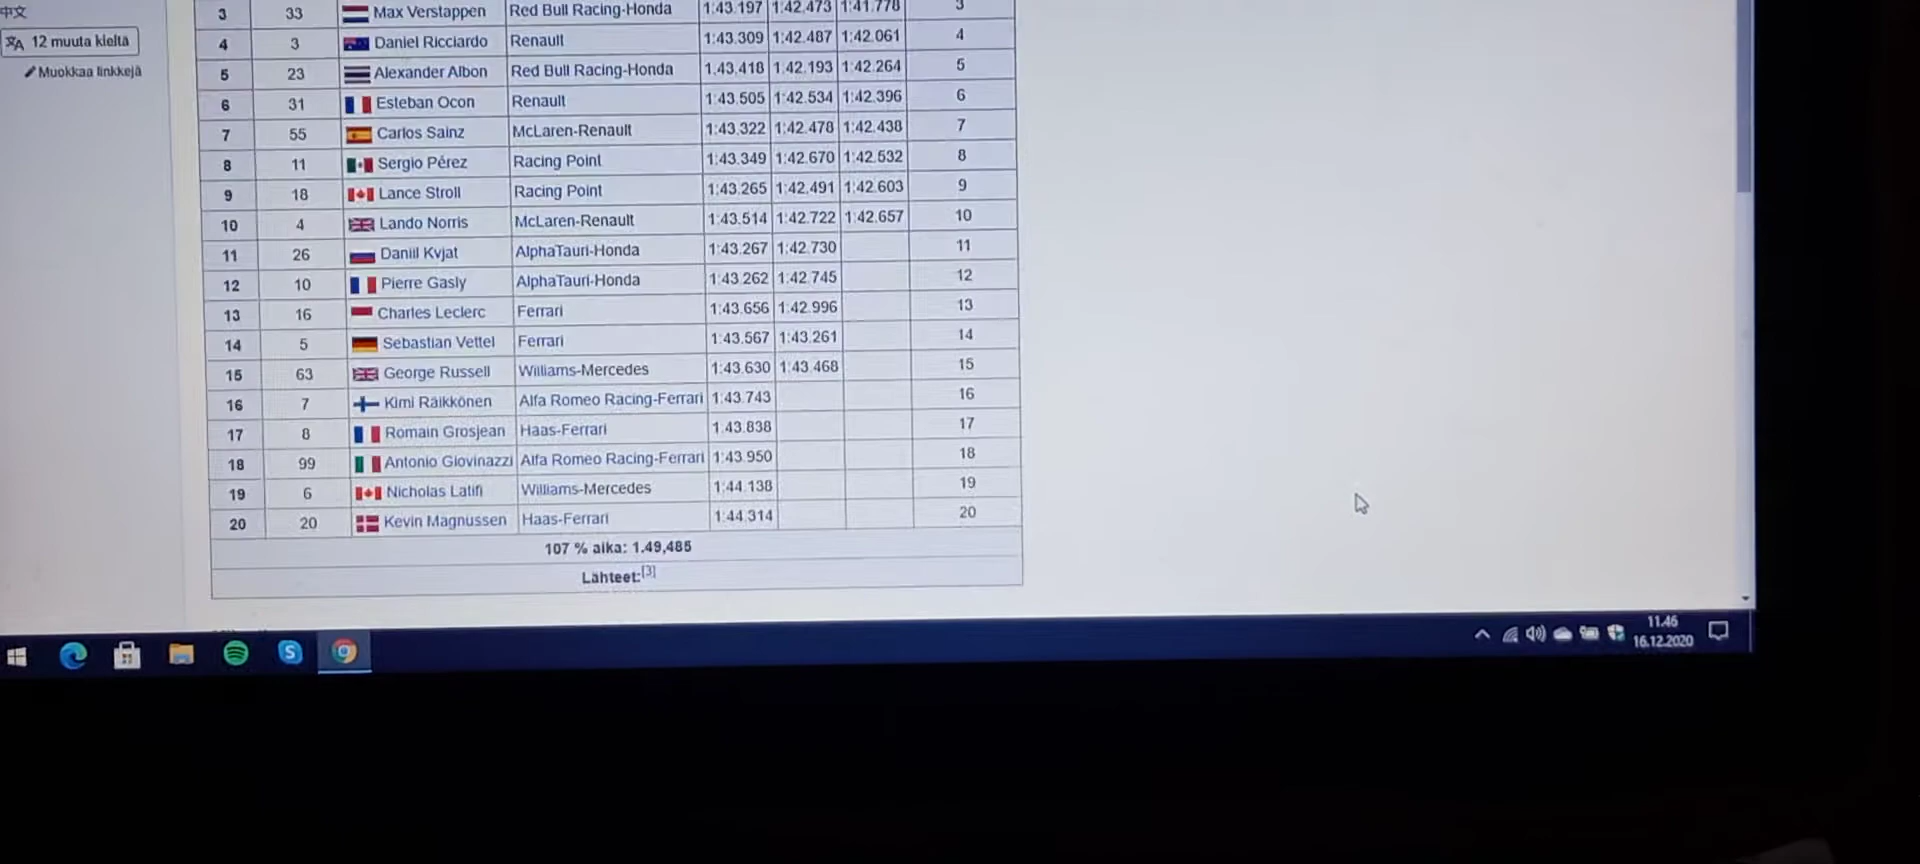 中文
12 muuta kieltä
Muokkaa linkkejä
3 33 Max Verstappen Red Bull Racing-Honda 1:43.197 1:42.473 1:41.778 3
4 3 Daniel Ricciardo Renault 1:43.309 1:42.487 1:42.061 4
5 23 Alexander Albon Red Bull Racing-Honda 1.43.418 1:42.193 1:42.264 5
6 31 Esteban Ocon Renault 1:43.505 1:42.534 1:42.396 6
7 55 Carlos Sainz McLaren-Renault 1:43.322 1:42.478 1:42.438 7
8 11 Sergio Pérez Racing Point 1:43.349 1:42.670 1:42.532 8
9 18 Lance Stroll Racing Point 1:43.265 1:42.491 1:42.603 9
10 4 Lando Norris McLaren-Renault 1:43.514 1:42.722 1:42.657 10
11 26 Daniil Kvjat AlphaTauri-Honda 1:43.267 1:42.730 11
12 10 Pierre Gasly AlphaTauri-Honda 1:43.262 1:42.745 12
13 16 Charles Leclerc Ferrari 1:43.656 1:42.996 13
14 5 Sebastian Vettel Ferrari 1:43.567 1:43.261 14
15 63 George Russell Williams-Mercedes 1:43.630 1:43.468 15
16 7 Kimi Räikkönen Alfa Romeo Racing-Ferrari 1:43.743 16
17 8 Romain Grosjean Haas-Ferrari 1.43.838 17
18 99 Antonio Giovinazzi Alfa Romeo Racing-Ferrari 1:43.950 18
19 6 Nicholas Latifi Williams-Mercedes 1:44.138 19
20 20 Kevin Magnussen Haas-Ferrari 1:44.314 20
107 % aika: 1.49,485
Lähteet:[3]
11.46
16.12.2020